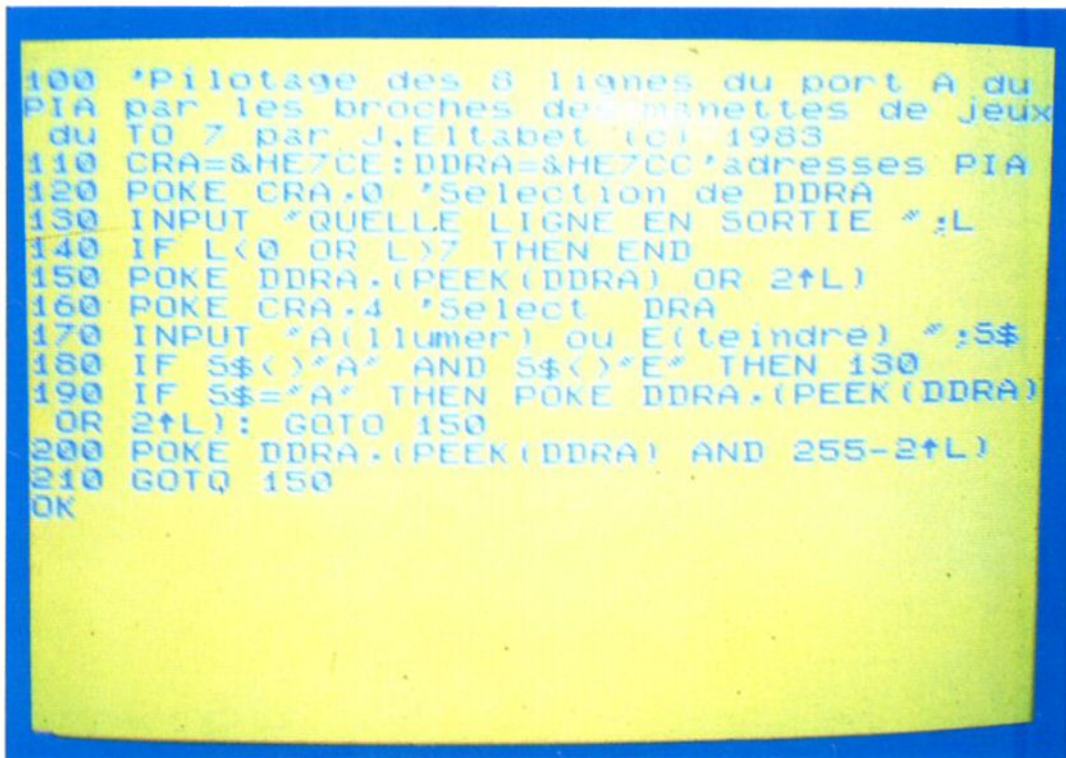 100 'Pilotage des 8 lignes du port A du
PIA par les broches des manettes de jeux
 du TO 7 par J.Eltabet (c) 1983
110 CRA=&HE7CE:DDRA=&HE7CC'adresses PIA
120 POKE CRA,0 'Selection de DDRA
130 INPUT "QUELLE LIGNE EN SORTIE ";L
140 IF L<0 OR L>7 THEN END
150 POKE DDRA,(PEEK(DDRA) OR 2↑L)
160 POKE CRA,4 'Select  DRA
170 INPUT "A(llumer) ou E(teindre) ";S$
180 IF S$<>"A" AND S$<>"E" THEN 130
190 IF S$="A" THEN POKE DDRA,(PEEK(DDRA)
 OR 2↑L): GOTO 150
200 POKE DDRA,(PEEK(DDRA) AND 255-2↑L)
210 GOTO 150
OK